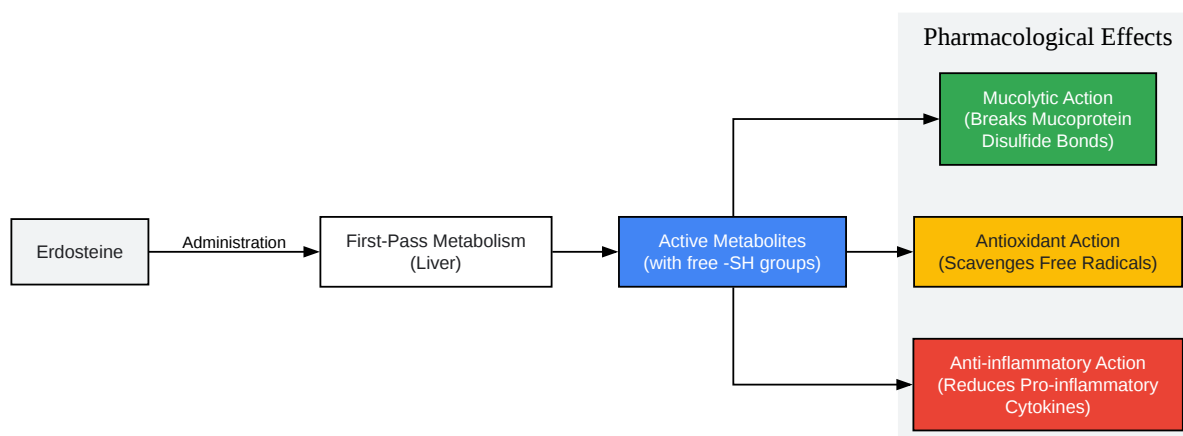 Pharmacological Effects
Mucolytic Action
(Breaks Mucoprotein
Disulfide Bonds)
Erdosteine
Administration
First-Pass Metabolism
(Liver)
Active Metabolites
(with free -SH groups)
Antioxidant Action
(Scavenges Free Radicals)
Anti-inflammatory Action
(Reduces Pro-inflammatory
Cytokines)